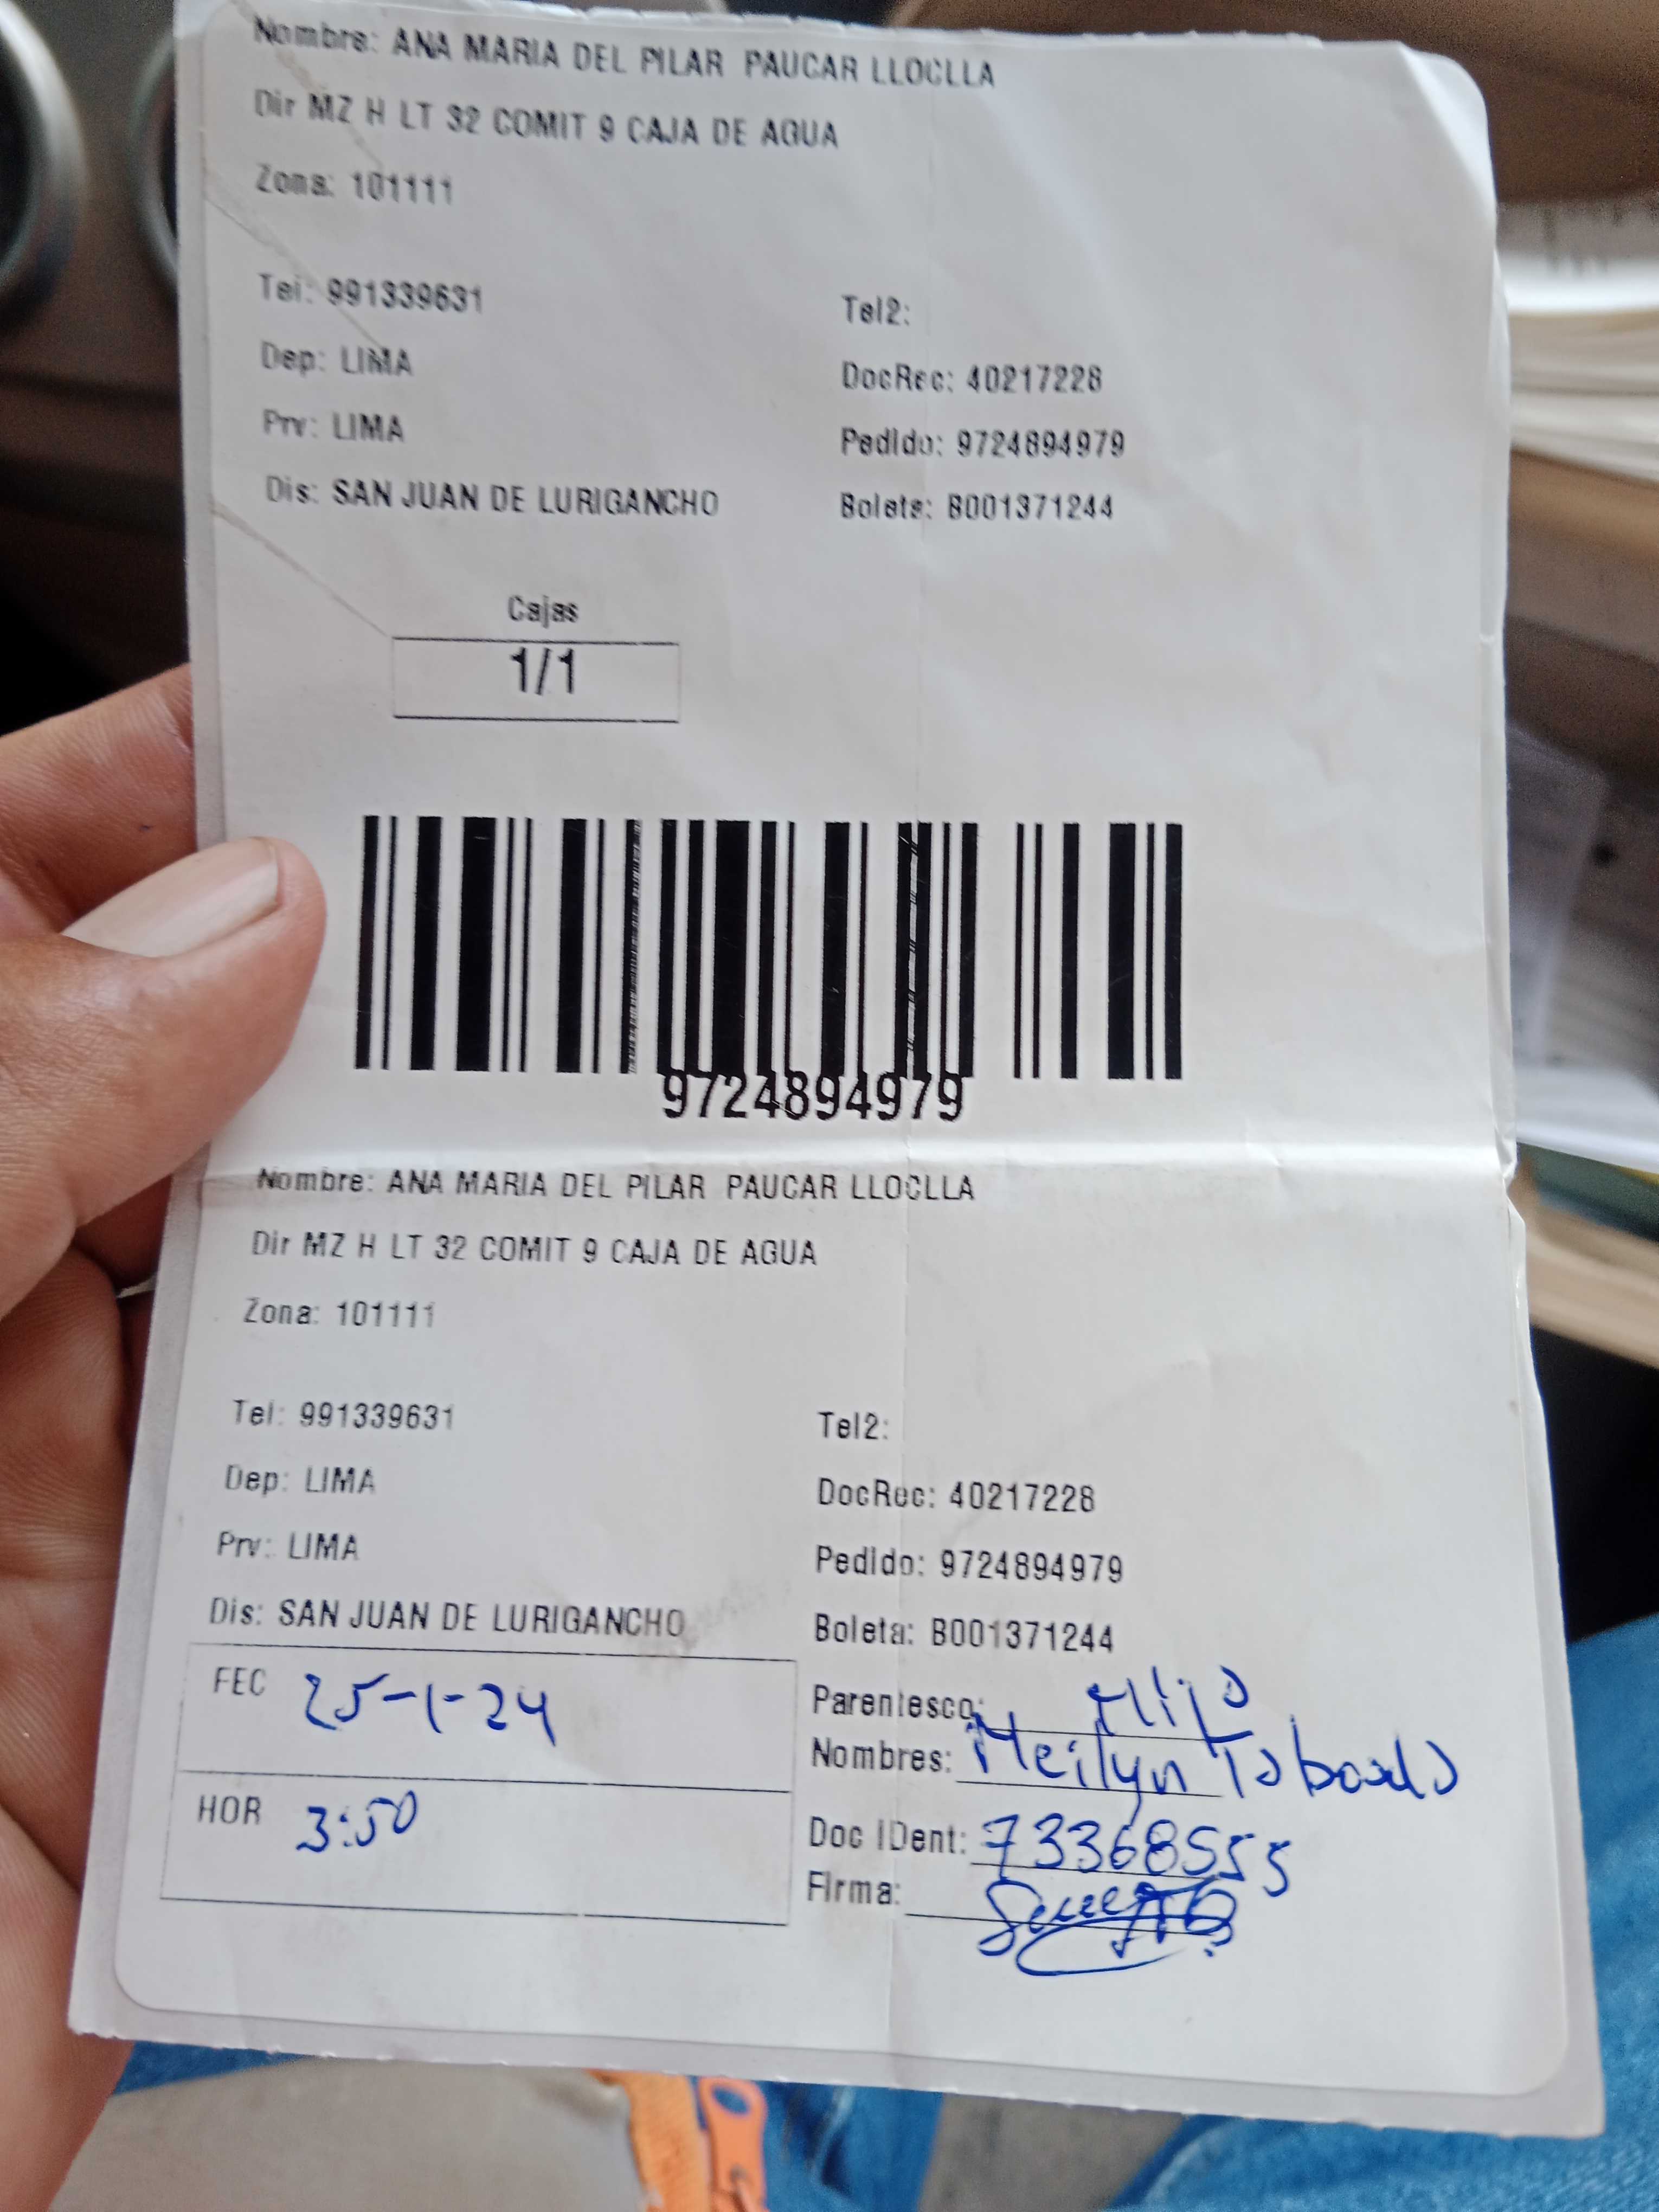 Nombre: ANA MARIA DEL PILAR PAUCAR LLOCLLA
Dir MZ H LT 32 COMIT 9 CAJA DE AGUA
Zona: 101111
Tel: 991339631 Tel2:
Dep: LIMA DocRec: 40217228
Prv: LIMA Pedido: 9724894979
Dis: SAN JUAN DE LURIGANCHO Boleta: B001371244
Cajas
1/1
9724894979
Nombre: ANA MARIA DEL PILAR PAUCAR LLOCLLA
Dir MZ H LT 32 COMIT 9 CAJA DE AGUA
Zona: 101111
Tel: 991339631 Tel2:
Dep: LIMA DocRec: 40217228
Prv: LIMA Pedido: 9724894979
Dis: SAN JUAN DE LURIGANCHO Boleta: B001371244
FEC 25-1-24 Parentesco: Hija
Nombres: Meilyn Taboada
HOR 3:50 Doc IDent: 73368555
Firma: